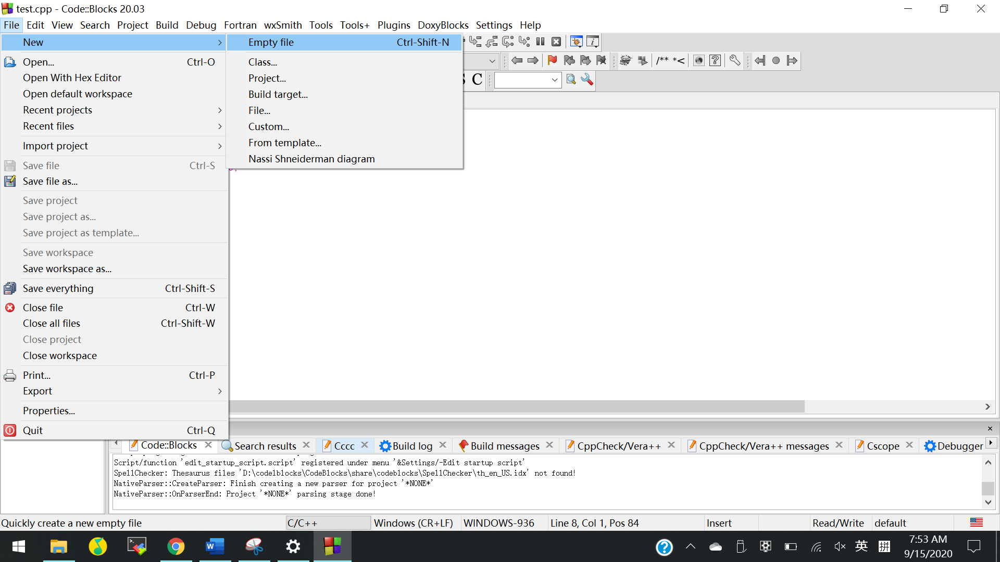 test.cpp - Code::Blocks 20.03
File Edit View Search Project Build Debug Fortran wxSmith Tools Tools+ Plugins DoxyBlocks Settings Help
New
Empty file Ctrl-Shift-N
Class...
Project...
Build target...
File...
Custom...
From template...
Nassi Shneiderman diagram
Open... Ctrl-O
Open With Hex Editor
Open default workspace
Recent projects
Recent files
Import project
Save file Ctrl-S
Save file as...
Save project
Save project as...
Save project as template...
Save workspace
Save workspace as...
Save everything Ctrl-Shift-S
Close file Ctrl-W
Close all files Ctrl-Shift-W
Close project
Close workspace
Print... Ctrl-P
Export
Properties...
Quit Ctrl-Q
/** *<
C
Code::Blocks Search results Cccc Build log Build messages CppCheck/Vera++ CppCheck/Vera++ messages Cscope Debugger
Script/function 'edit_startup_script.script' registered under menu '&Settings/-Edit startup script'
SpellChecker: Thesaurus files 'D:\codelblocks\CodeBlocks\share\codeblocks\SpellChecker\th_en_US.idx' not found!
NativeParser::CreateParser: Finish creating a new parser for project '*NONE*'
NativeParser::OnParserEnd: Project '*NONE*' parsing stage done!
Quickly create a new empty file C/C++ Windows (CR+LF) WINDOWS-936 Line 8, Col 1, Pos 84 Insert Read/Write default
英 拼 7:53 AM
9/15/2020